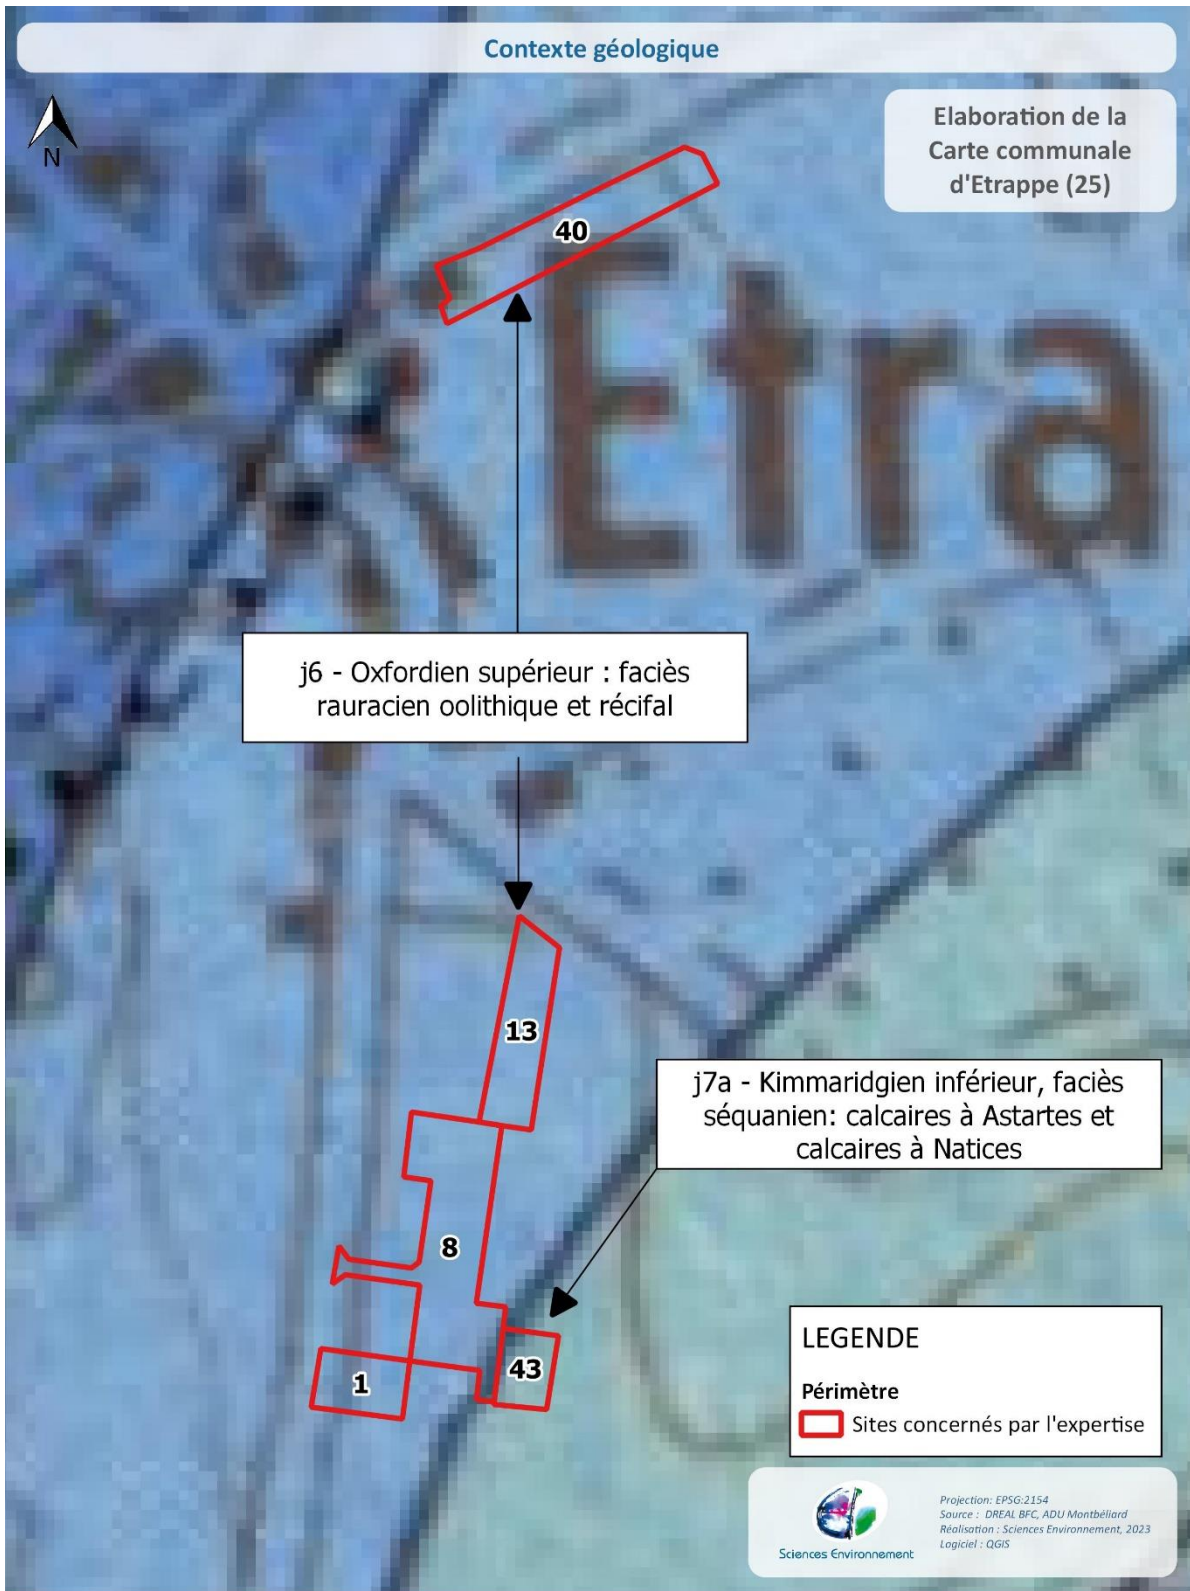 Contexte géologique
Elaboration de la
Carte communale
d'Etrappe (25)
N
40
Etra
j6 - Oxfordien supérieur : faciès
rauracien oolithique et récifal
13
j7a - Kimmaridgien inférieur, faciès
séquanien: calcaires à Astartes et
calcaires à Natices
8
43
1
LEGENDE
Périmètre
Sites concernés par l'expertise
Sciences Environnement
Projection: EPSG:2154
Source : DREAL BFC, ADU Montbéliard
Réalisation : Sciences Environnement, 2023
Logiciel : QGIS